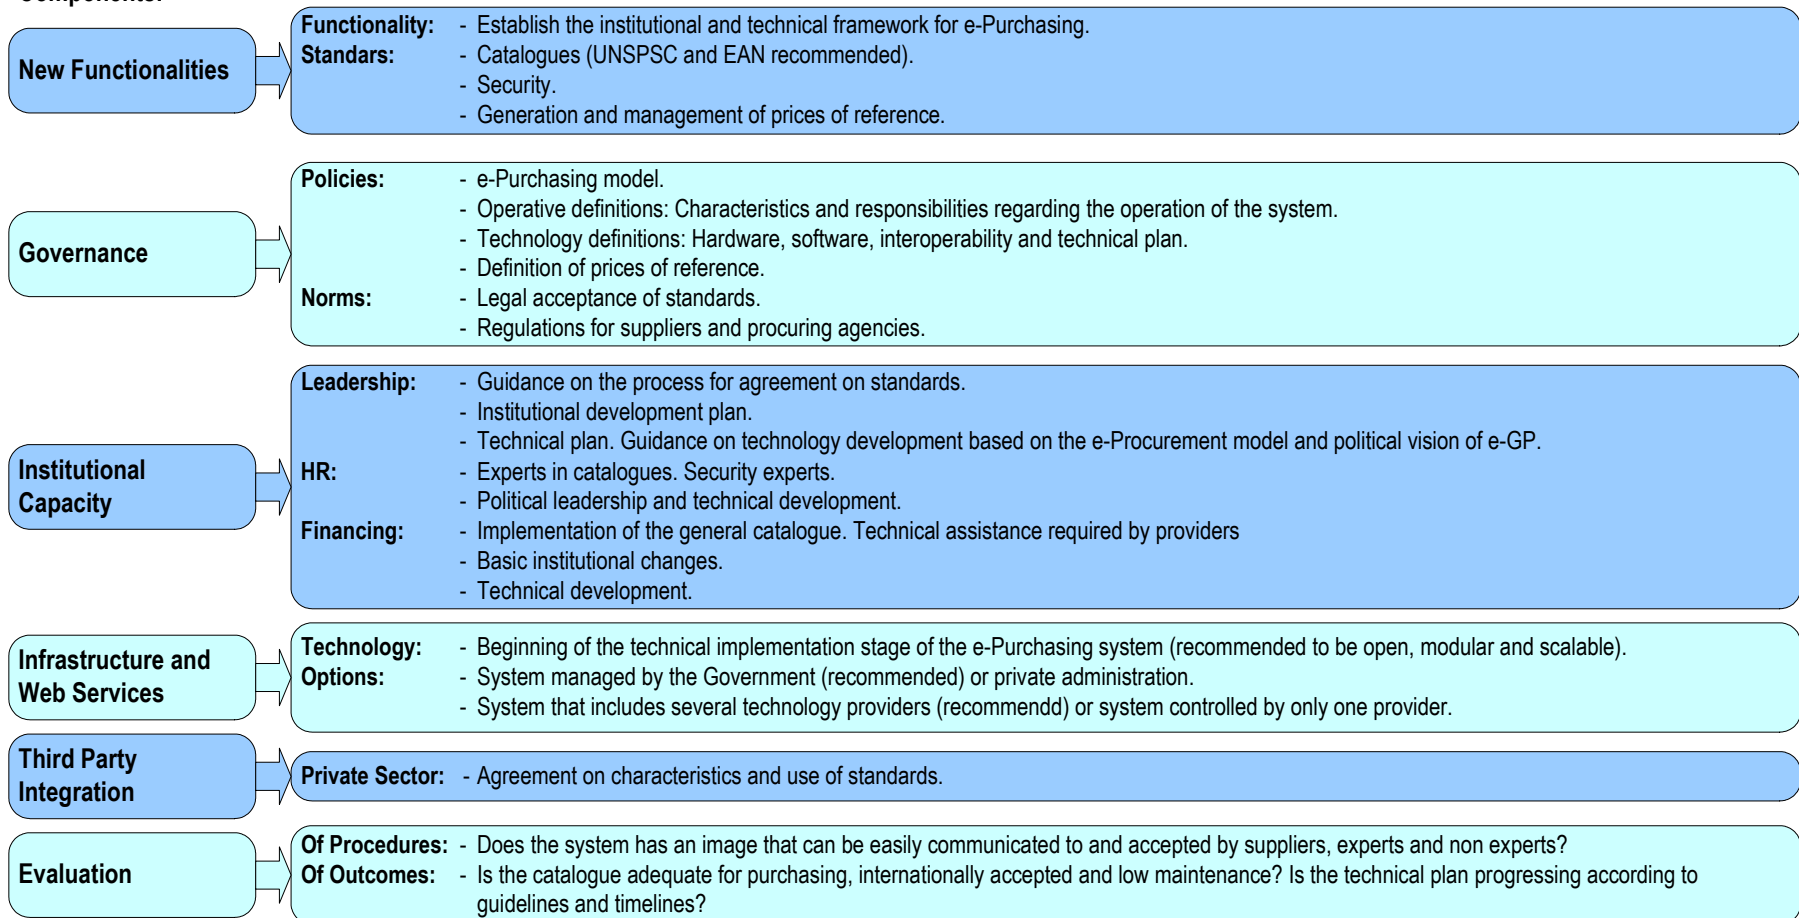 Components:
New Functionalities
Functionality: - Establish the institutional and technical framework for e-Purchasing.
Standars: - Catalogues (UNSPSC and EAN recommended).
- Security.
- Generation and management of prices of reference.
Governance
Policies: - e-Purchasing model.
- Operative definitions: Characteristics and responsibilities regarding the operation of the system.
- Technology definitions: Hardware, software, interoperability and technical plan.
- Definition of prices of reference.
Norms: - Legal acceptance of standards.
- Regulations for suppliers and procuring agencies.
Institutional
Capacity
Leadership: - Guidance on the process for agreement on standards.
- Institutional development plan.
- Technical plan. Guidance on technology development based on the e-Procurement model and political vision of e-GP.
HR: - Experts in catalogues. Security experts.
- Political leadership and technical development.
Financing: - Implementation of the general catalogue. Technical assistance required by providers
- Basic institutional changes.
- Technical development.
Infrastructure and
Web Services
Technology: - Beginning of the technical implementation stage of the e-Purchasing system (recommended to be open, modular and scalable).
Options: - System managed by the Government (recommended) or private administration.
- System that includes several technology providers (recommendd) or system controlled by only one provider.
Third Party
Integration
Private Sector: - Agreement on characteristics and use of standards.
Evaluation
Of Procedures: - Does the system has an image that can be easily communicated to and accepted by suppliers, experts and non experts?
Of Outcomes: - Is the catalogue adequate for purchasing, internationally accepted and low maintenance? Is the technical plan progressing according to
guidelines and timelines?